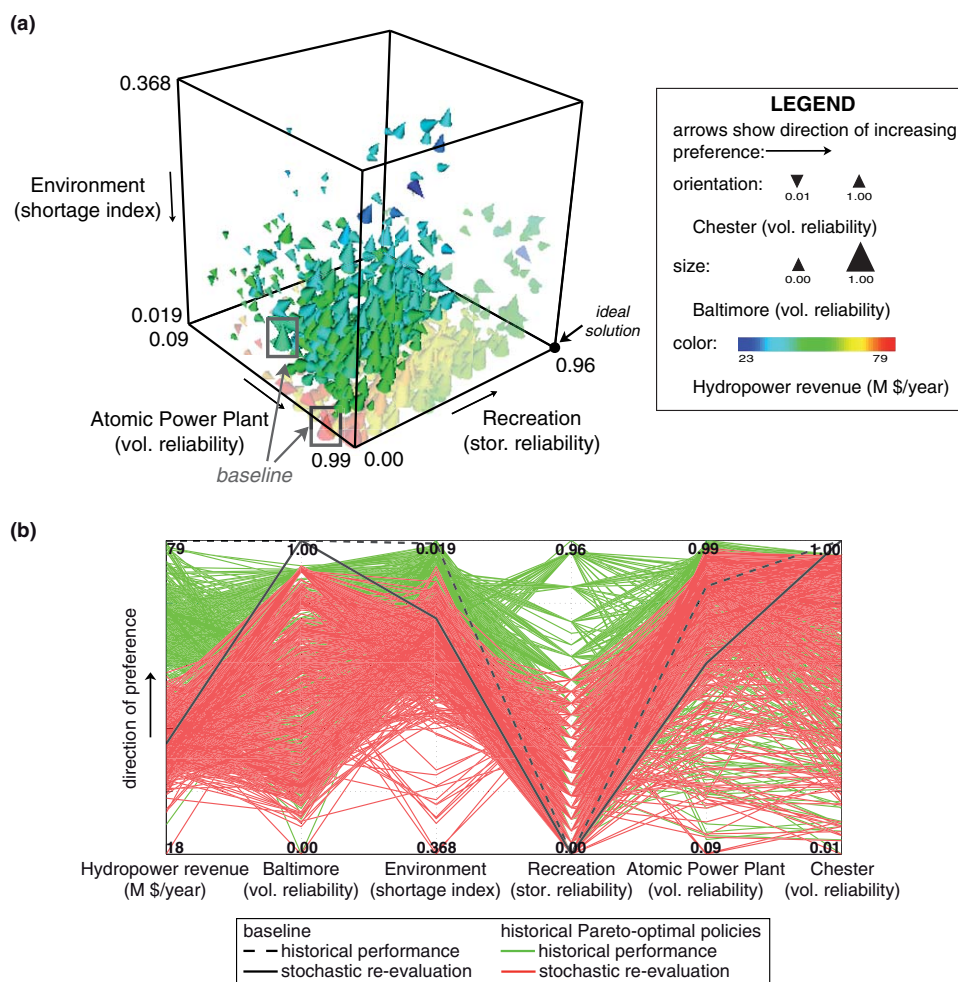 (a)
0.368
Environment
(shortage index)
0.019
0.09
Atomic Power Plant
(vol. reliability)
baseline
0.99
0.00
Recreation
(stor. reliability)
0.96
ideal
solution
LEGEND
arrows show direction of increasing
preference:
orientation:
0.01
1.00
Chester (vol. reliability)
size:
0.00
1.00
Baltimore (vol. reliability)
color:
23
79
Hydropower revenue (M $/year)
(b)
direction of preference
79
1.00
0.019
0.96
0.99
1.00
18
0.00
0.368
0.00
0.09
0.01
Hydropower revenue
(M $/year)
Baltimore
(vol. reliability)
Environment
(shortage index)
Recreation
(stor. reliability)
Atomic Power Plant
(vol. reliability)
Chester
(vol. reliability)
baseline
historical performance
stochastic re-evaluation
historical Pareto-optimal policies
historical performance
stochastic re-evaluation